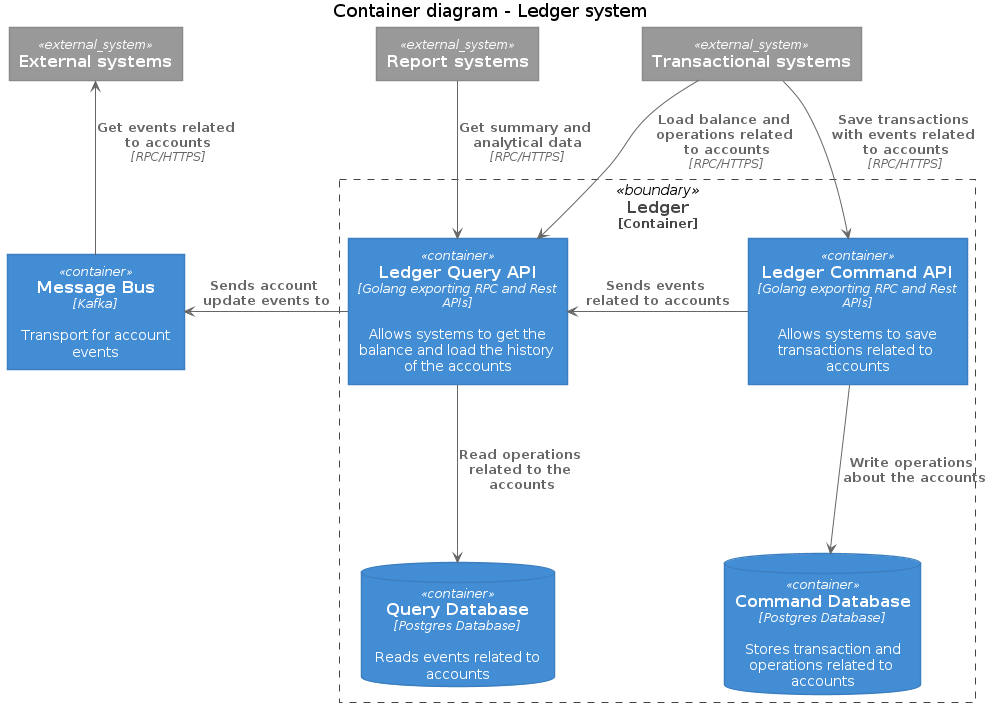 Container diagram - Ledger system
«external_system»
External systems
«external_system»
Report systems
«external_system»
Transactional systems
Get events related
to accounts
[RPC/HTTPS]
Get summary and
analytical data
[RPC/HTTPS]
Load balance and
operations related
to accounts
[RPC/HTTPS]
Save transactions
with events related
to accounts
[RPC/HTTPS]
«boundary»
Ledger
[Container]
«container»
Message Bus
[Kafka]
Transport for account
events
Sends account
update events to
«container»
Ledger Query API
[Golang exporting RPC and Rest
APIs]
Allows systems to get the
balance and load the history
of the accounts
Sends events
related to accounts
«container»
Ledger Command API
[Golang exporting RPC and Rest
APIs]
Allows systems to save
transactions related to
accounts
Read operations
related to the
accounts
Write operations
about the accounts
«container»
Query Database
[Postgres Database]
Reads events related to
accounts
«container»
Command Database
[Postgres Database]
Stores transaction and
operations related to
accounts